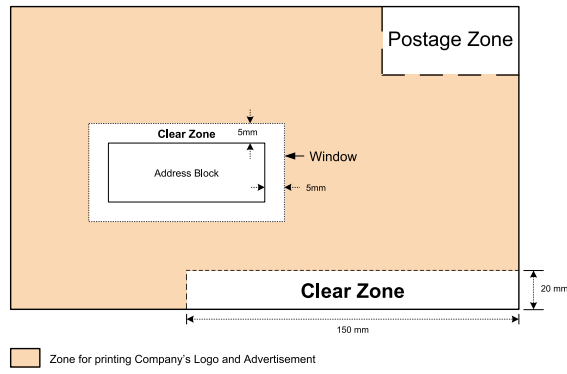 Postage Zone
Clear Zone
5mm
Window
Address Block
5mm
Clear Zone
20 mm
150 mm
Zone for printing Company's Logo and Advertisement